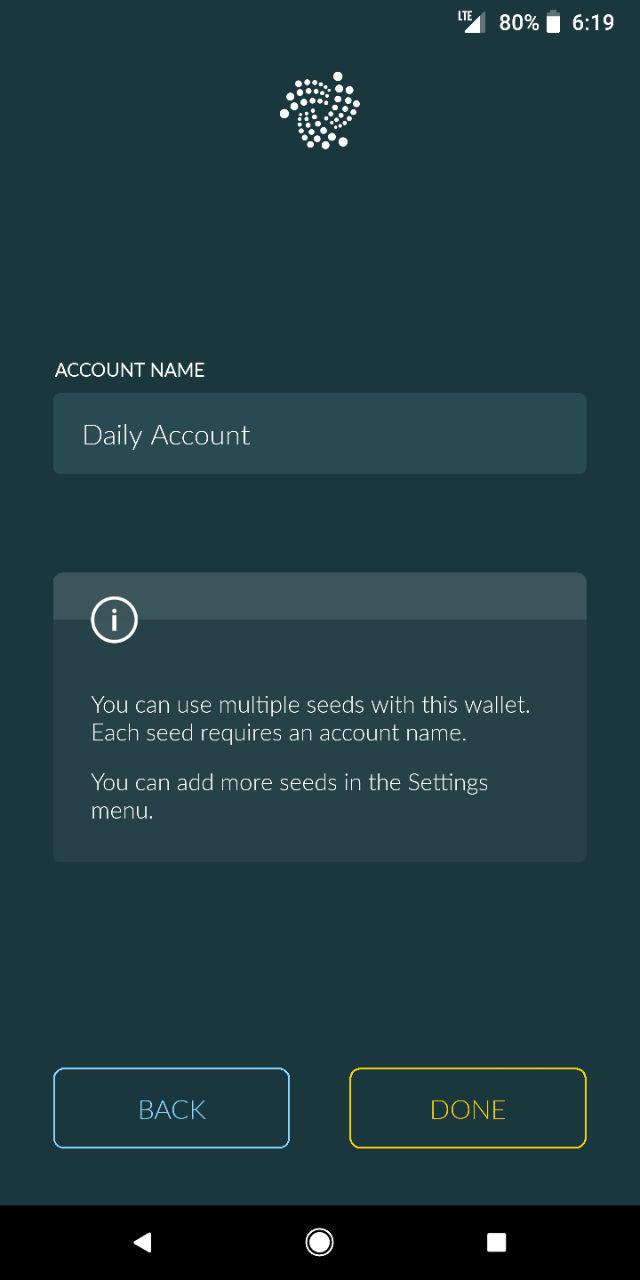 LTE 80% 6:19
ACCOUNT NAME
Daily Account
i
You can use multiple seeds with this wallet.
Each seed requires an account name.
You can add more seeds in the Settings
menu.
BACK DONE